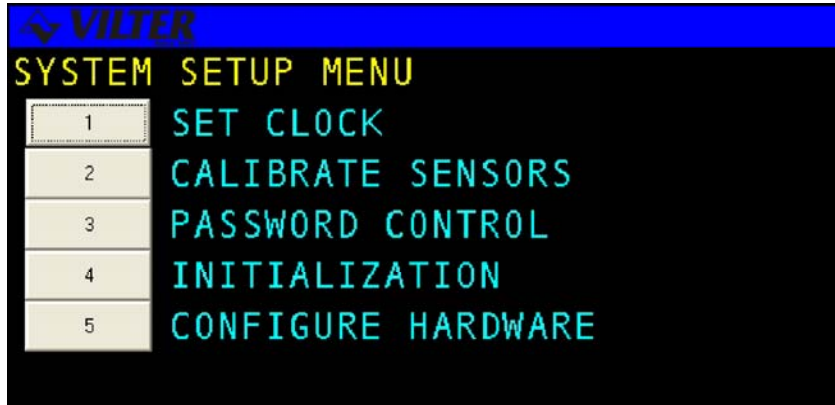 VILTER
SYSTEM SETUP MENU
1 SET CLOCK
2 CALIBRATE SENSORS
3 PASSWORD CONTROL
4 INITIALIZATION
5 CONFIGURE HARDWARE